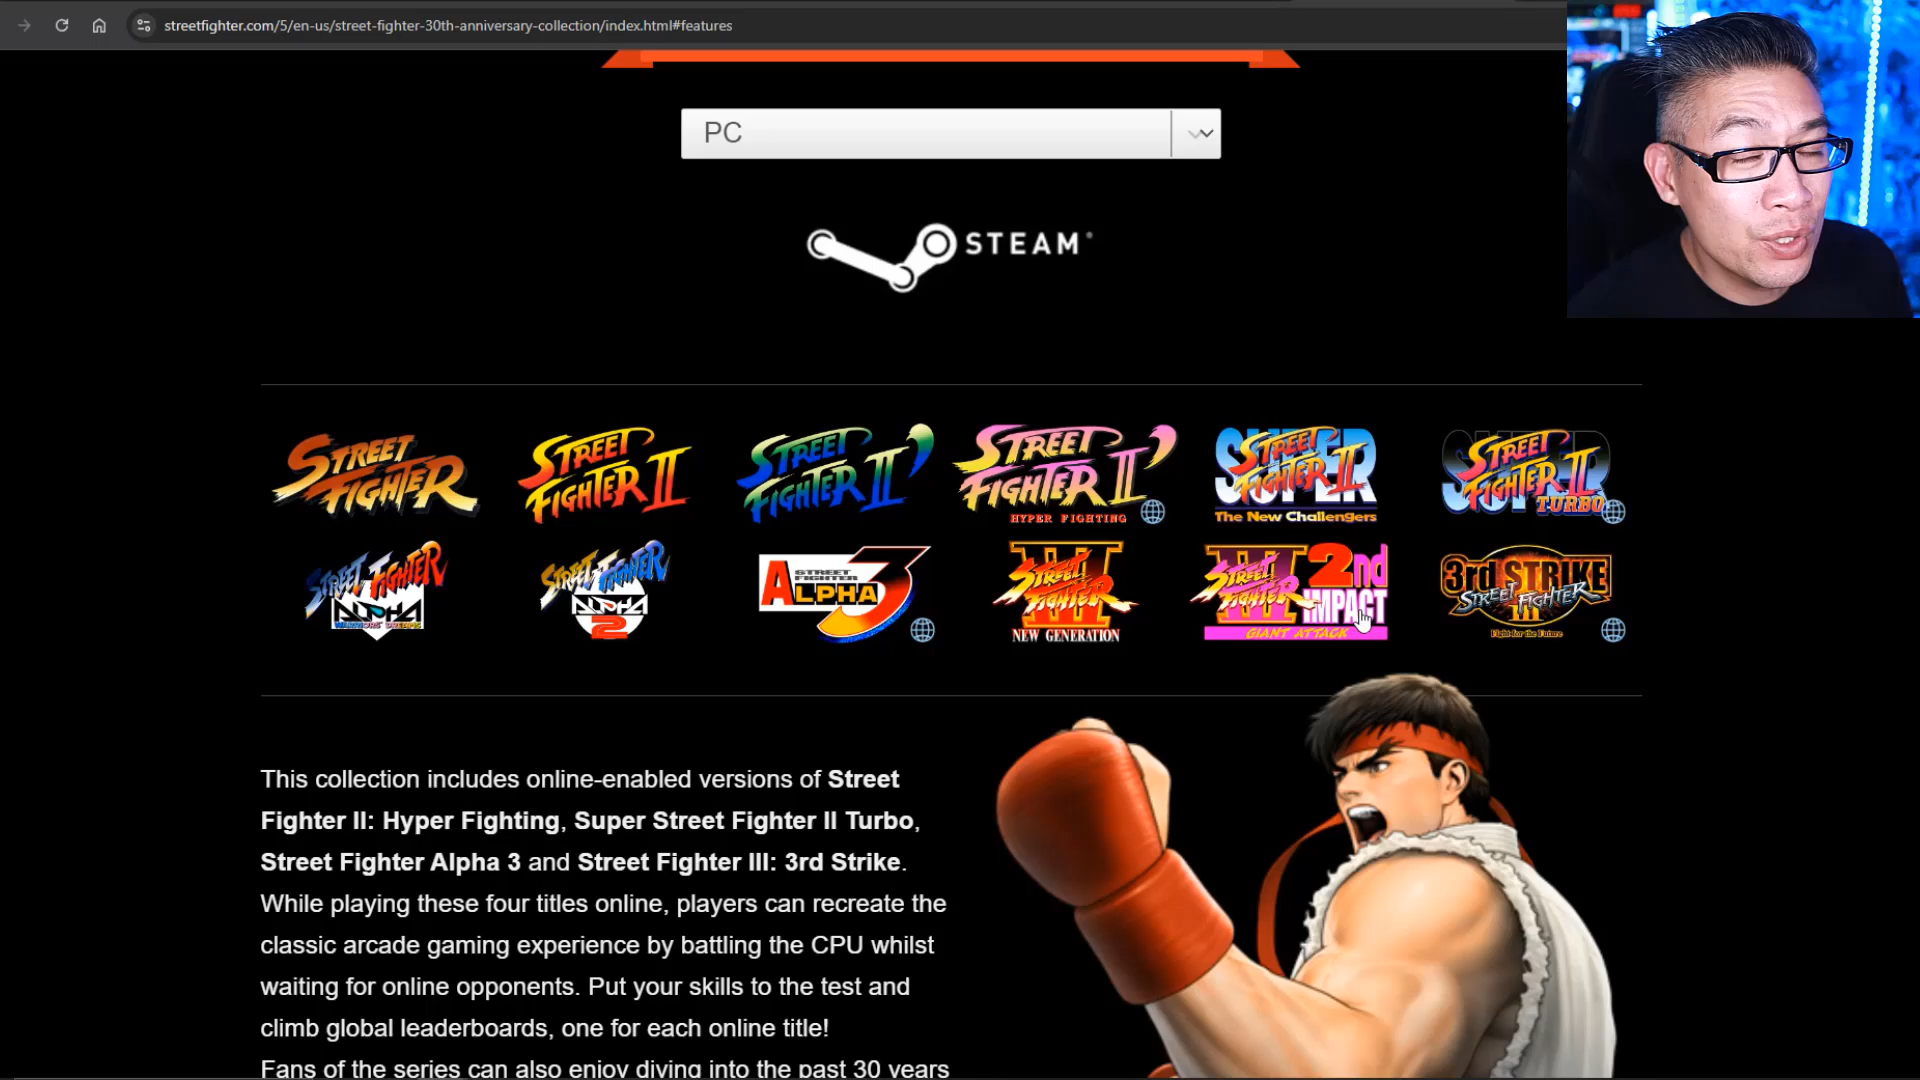 streetfighter.com/5/en-us/street-fighter-30th-anniversary-collection/index.html#features
PC
STEAM®
STREET FIGHTER
STREET FIGHTER II
STREET FIGHTER II'
STREET FIGHTER II' HYPER FIGHTING
SUPER STREET FIGHTER II The New Challengers
SUPER STREET FIGHTER II TURBO
STREET FIGHTER ALPHA WARRIORS' DREAMS
STREET FIGHTER ALPHA 2
STREET FIGHTER ALPHA 3
STREET FIGHTER III NEW GENERATION
STREET FIGHTER III 2nd IMPACT GIANT ATTACK
3rd STRIKE STREET FIGHTER III Fight for the Future
This collection includes online-enabled versions of Street
Fighter II: Hyper Fighting, Super Street Fighter II Turbo,
Street Fighter Alpha 3 and Street Fighter III: 3rd Strike.
While playing these four titles online, players can recreate the
classic arcade gaming experience by battling the CPU whilst
waiting for online opponents. Put your skills to the test and
climb global leaderboards, one for each online title!
Fans of the series can also enjoy diving into the past 30 years